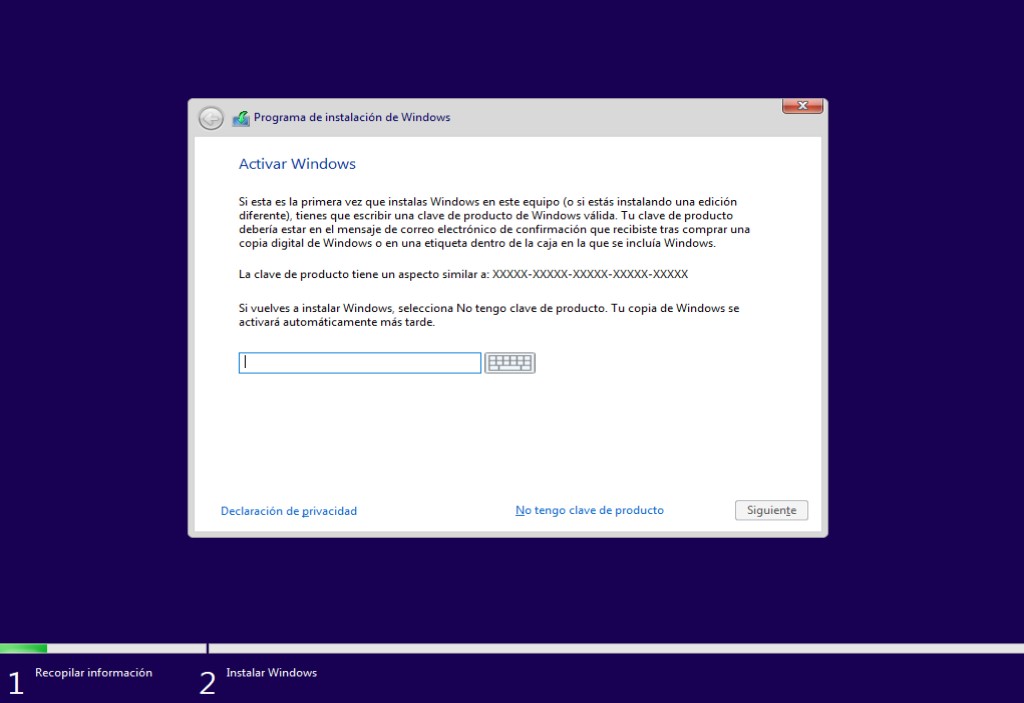 Programa de instalación de Windows
Activar Windows
Si esta es la primera vez que instalas Windows en este equipo (o si estás instalando una edición
diferente), tienes que escribir una clave de producto de Windows válida. Tu clave de producto
debería estar en el mensaje de correo electrónico de confirmación que recibiste tras comprar una
copia digital de Windows o en una etiqueta dentro de la caja en la que se incluía Windows.
La clave de producto tiene un aspecto similar a: XXXXX-XXXXX-XXXXX-XXXXX-XXXXX
Si vuelves a instalar Windows, selecciona No tengo clave de producto. Tu copia de Windows se
activará automáticamente más tarde.
Declaración de privacidad
No tengo clave de producto
Siguiente
1 Recopilar información
2 Instalar Windows